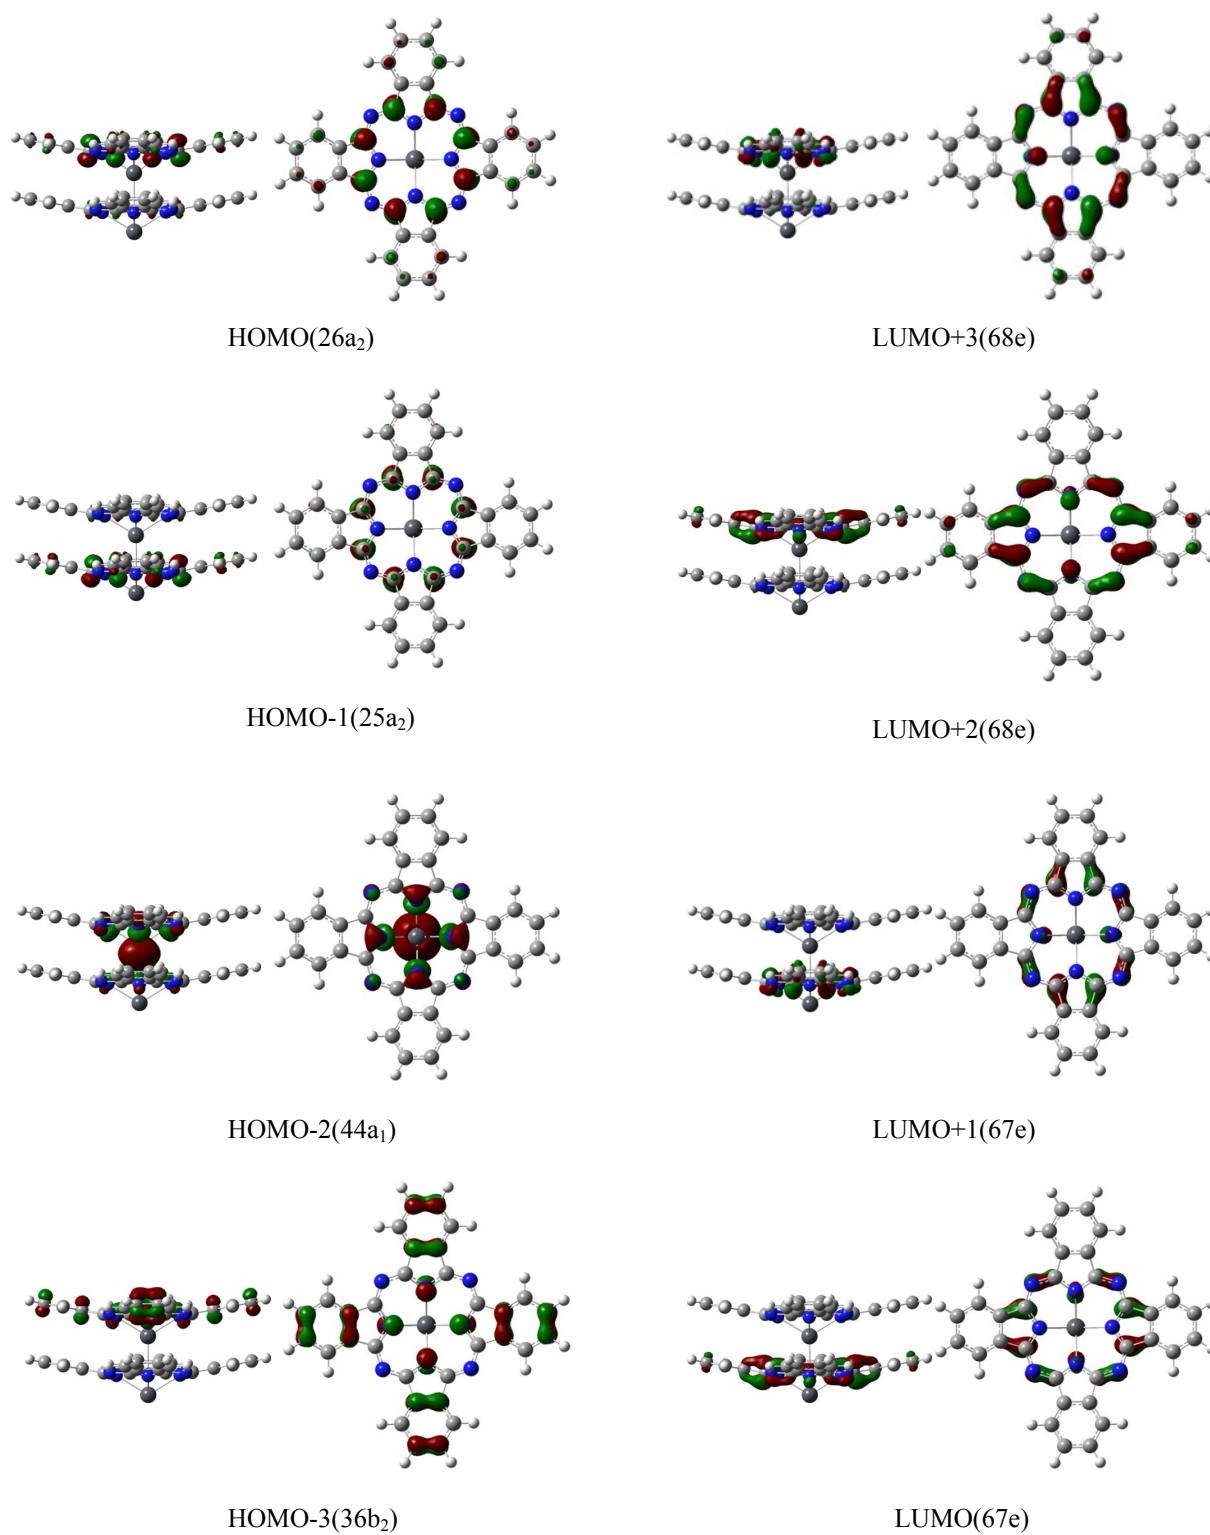 HOMO(26a₂)
LUMO+3(68e)
HOMO-1(25a₂)
LUMO+2(68e)
HOMO-2(44a₁)
LUMO+1(67e)
HOMO-3(36b₂)
LUMO(67e)